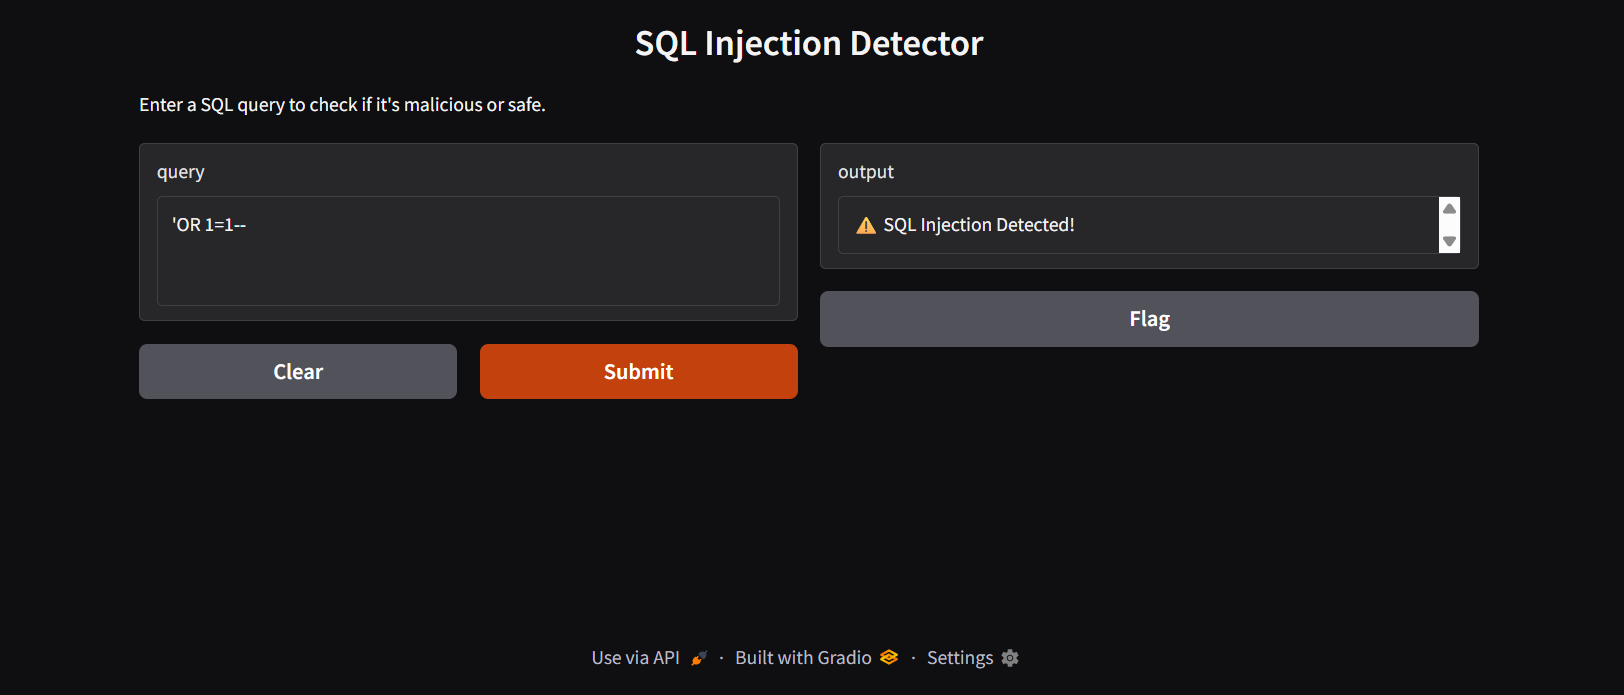 SQL Injection Detector
Enter a SQL query to check if it's malicious or safe.
query
'OR 1=1--
Clear
Submit
output
⚠️ SQL Injection Detected!
Flag
Use via API 🚀 · Built with Gradio · Settings ⚙️